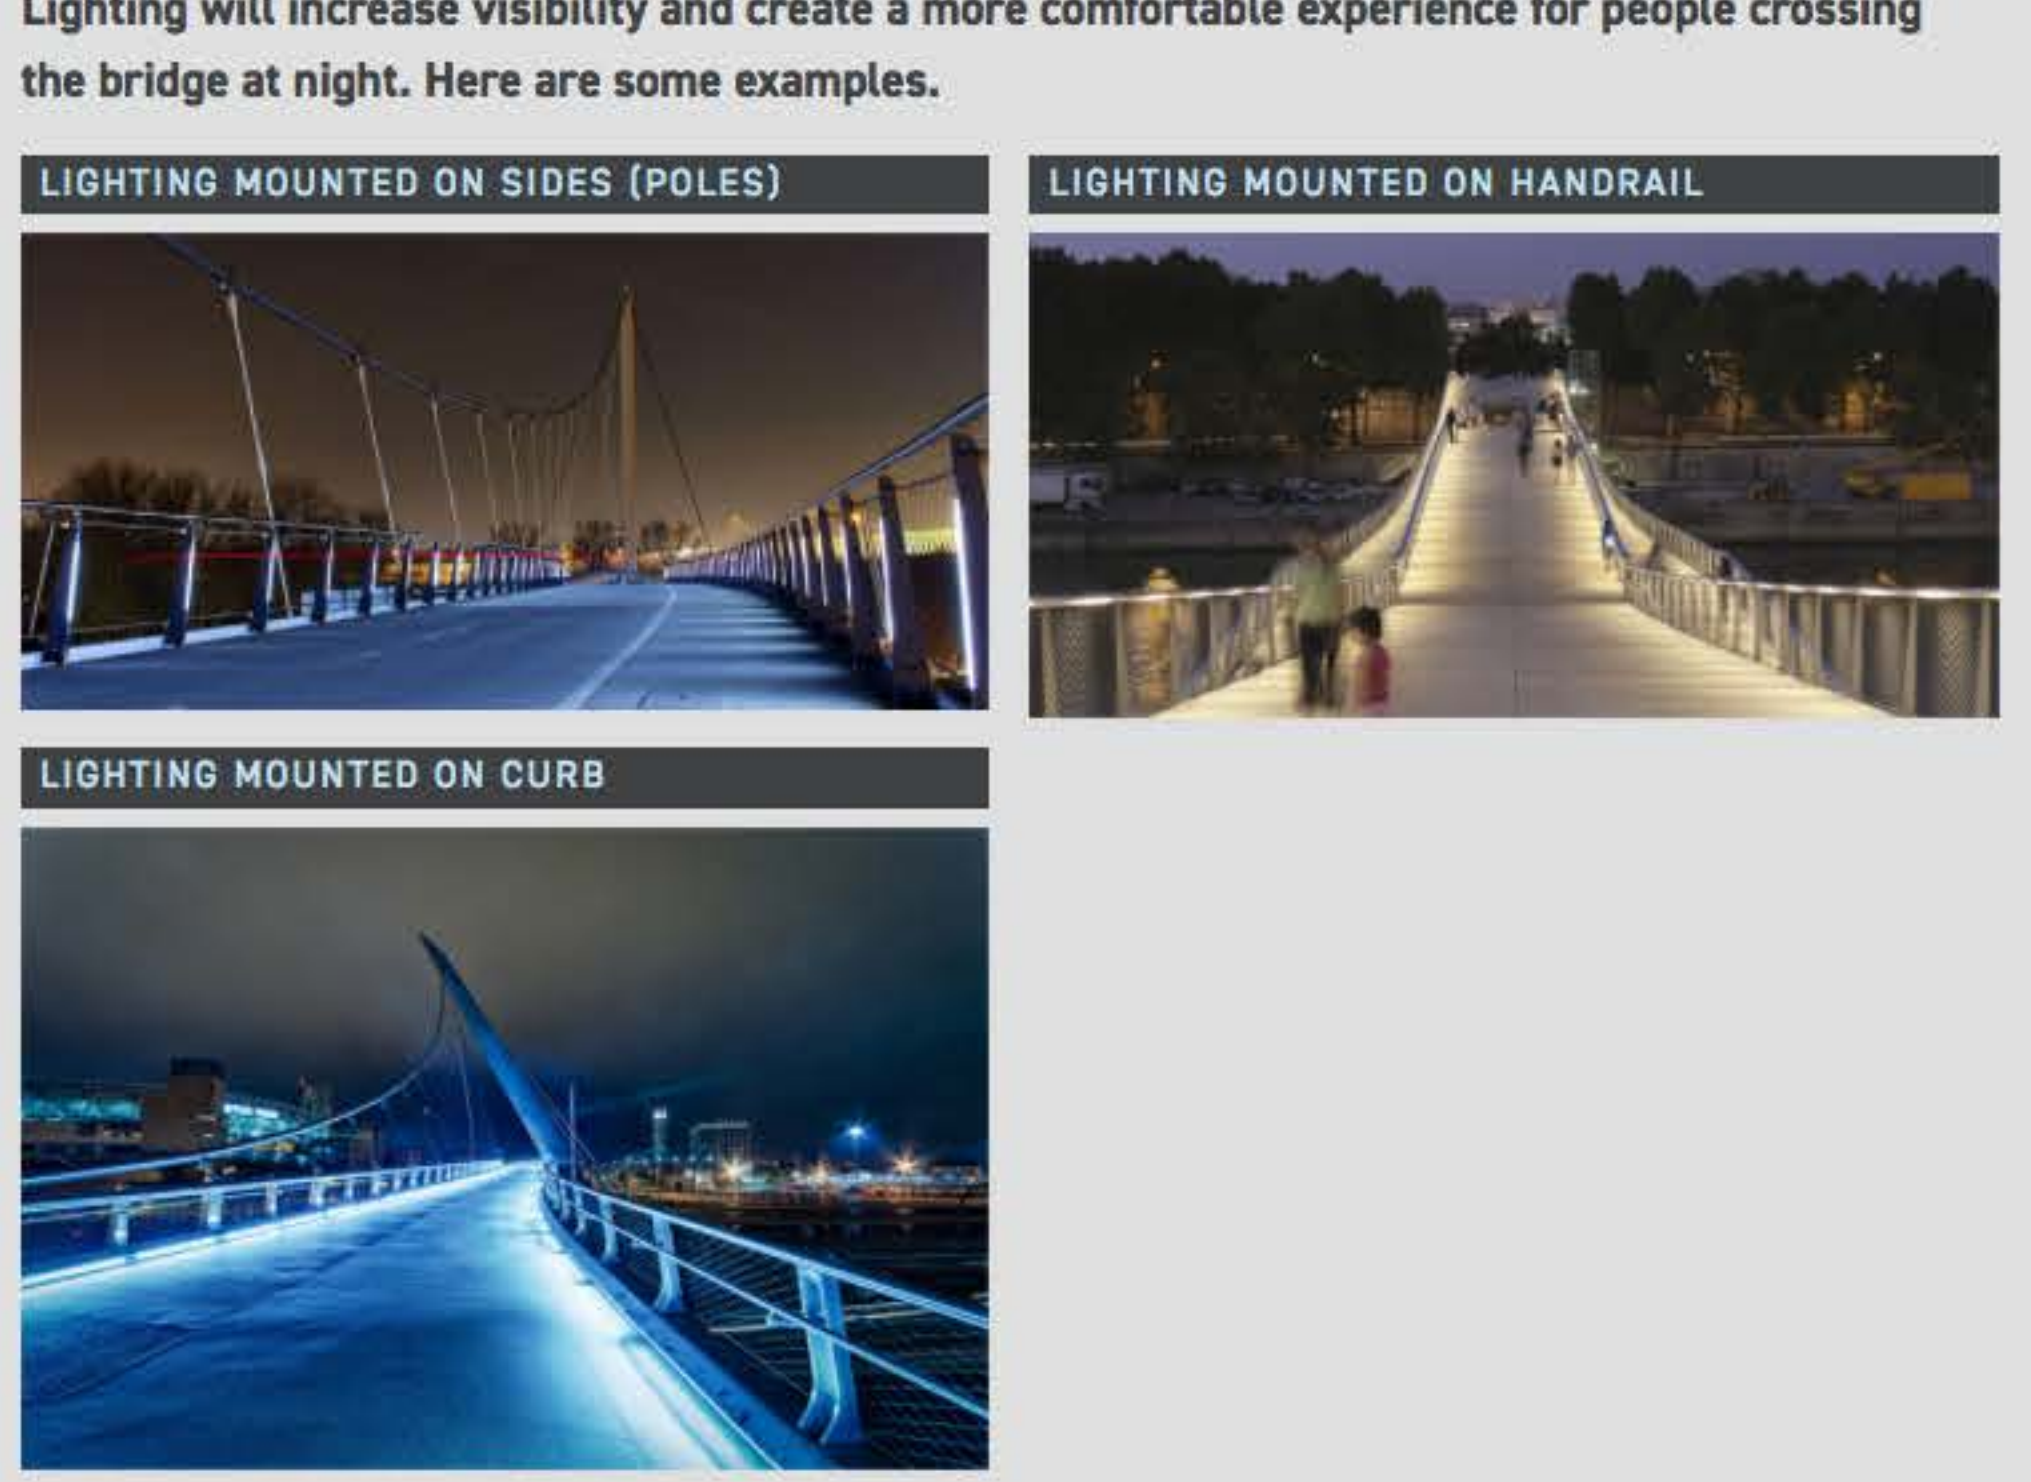 Lighting will increase visibility and create a more comfortable experience for people crossing
the bridge at night. Here are some examples.
LIGHTING MOUNTED ON SIDES (POLES)
LIGHTING MOUNTED ON HANDRAIL
LIGHTING MOUNTED ON CURB